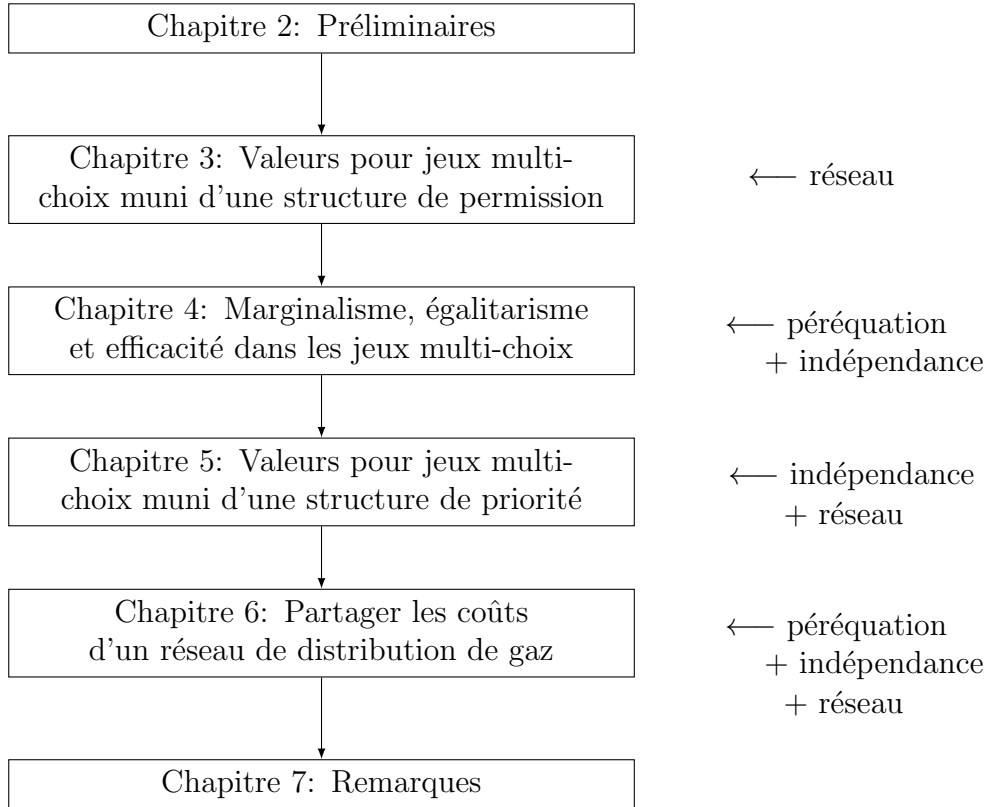 Chapitre 2: Préliminaires
Chapitre 3: Valeurs pour jeux multi-
choix muni d'une structure de permission
⟵ réseau
Chapitre 4: Marginalisme, égalitarisme
et efficacité dans les jeux multi-choix
⟵ péréquation
+ indépendance
Chapitre 5: Valeurs pour jeux multi-
choix muni d'une structure de priorité
⟵ indépendance
+ réseau
Chapitre 6: Partager les coûts
d'un réseau de distribution de gaz
⟵ péréquation
+ indépendance
+ réseau
Chapitre 7: Remarques